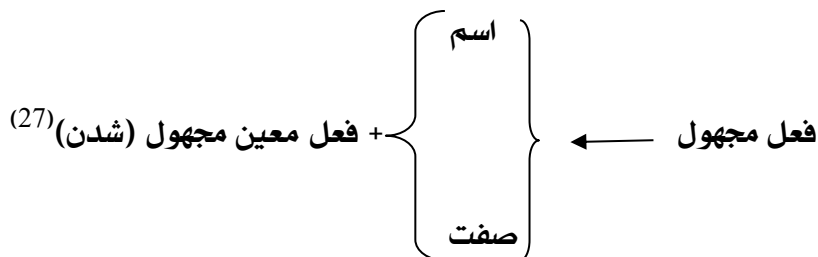 اسم
فعل مجهول ← + فعل معین مجهول (شدن)(27)
صفت